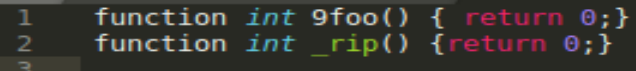 1 function int 9foo() { return 0;}
2 function int _rip() {return 0;}
3